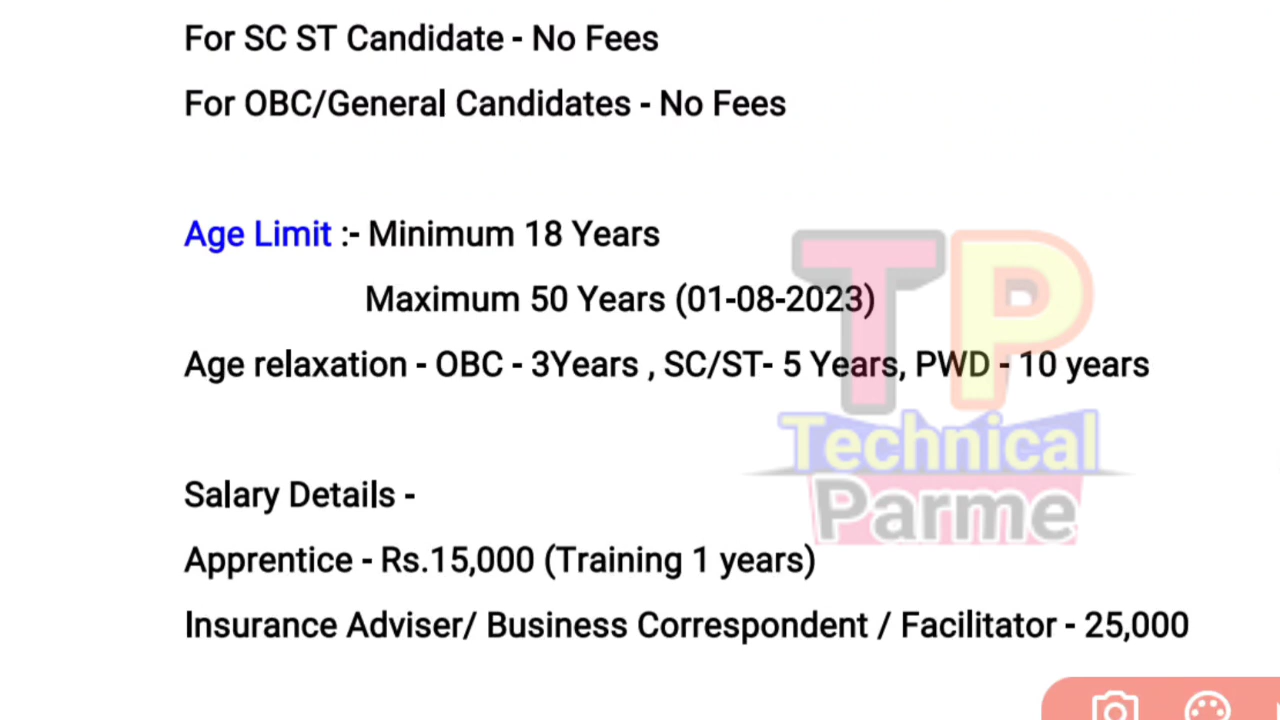 For SC ST Candidate - No Fees
For OBC/General Candidates - No Fees
Age Limit :- Minimum 18 Years
Maximum 50 Years (01-08-2023)
Age relaxation - OBC - 3Years , SC/ST- 5 Years, PWD - 10 years
TP
Technical
Parme
Salary Details -
Apprentice - Rs.15,000 (Training 1 years)
Insurance Adviser/ Business Correspondent / Facilitator - 25,000